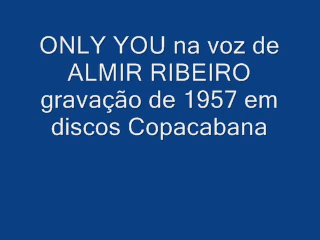 ONLY YOU na voz de
ALMIR RIBEIRO
gravação de 1957 em
discos Copacabana